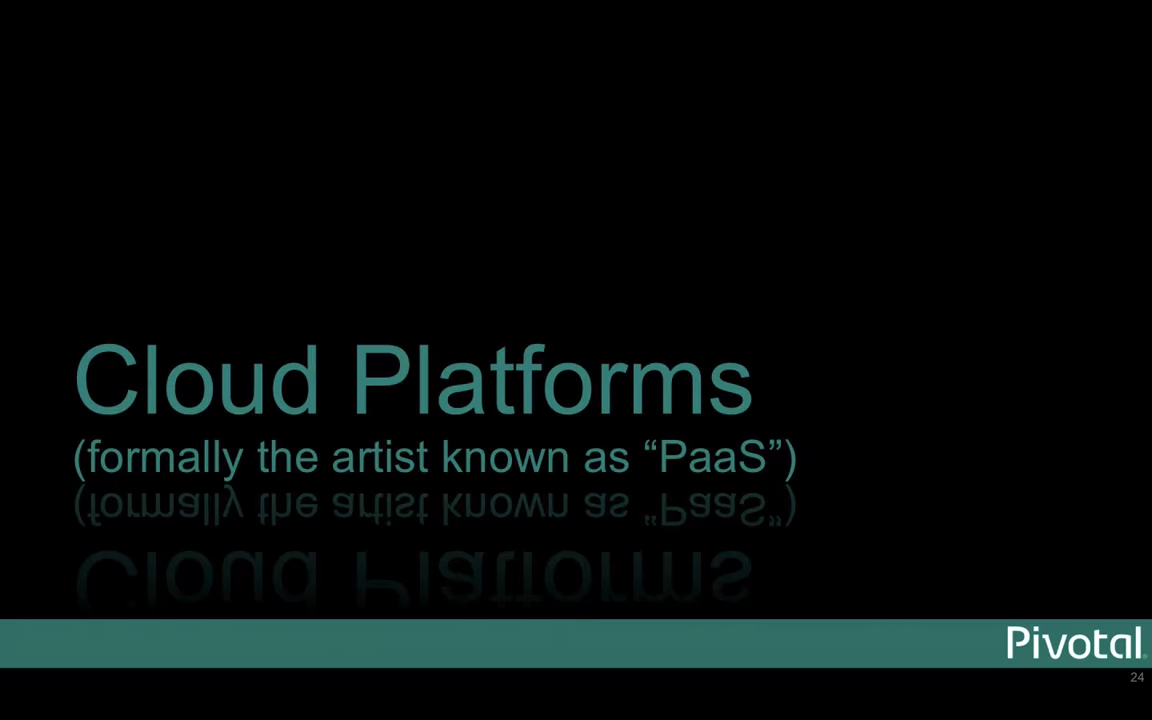 Cloud Platforms
(formally the artist known as “PaaS”)
Pivotal
24